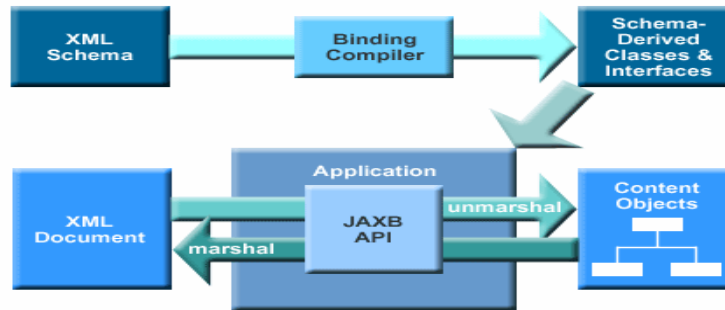 XML
Schema
Binding
Compiler
Schema-
Derived
Classes &
Interfaces
Application
XML
Document
JAXB
API
unmarshal
marshal
Content
Objects